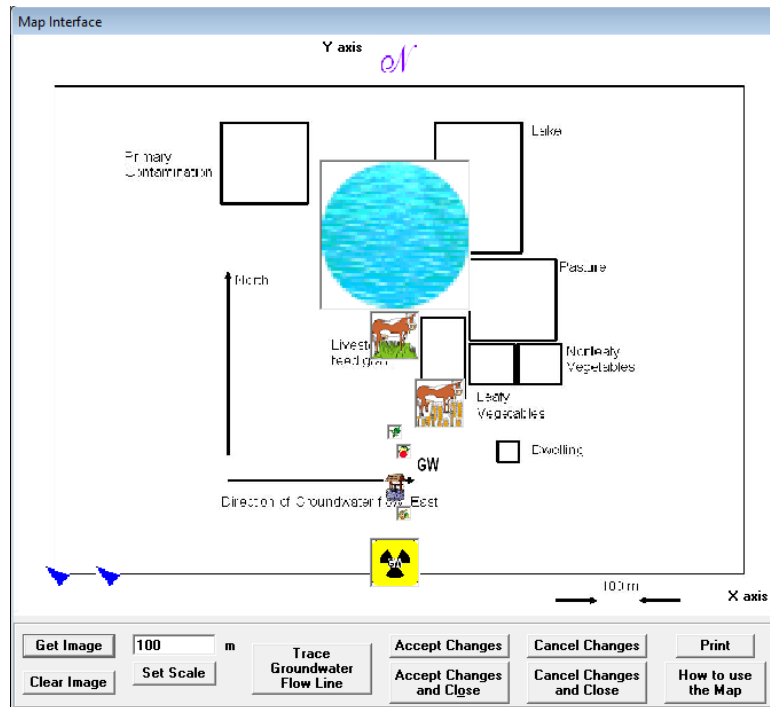 Map Interface
Y axis
N
Primary
Contamination
Lake
North
Pasture
Livestock
feed grain
Nonleafy
Vegetables
Leafy
Vegetables
GW
Dwelling
Direction of Groundwater flow East
100 m
X axis
Get Image
100
m
Trace
Groundwater
Flow Line
Accept Changes
Cancel Changes
Print
Clear Image
Set Scale
Accept Changes
and Close
Cancel Changes
and Close
How to use
the Map